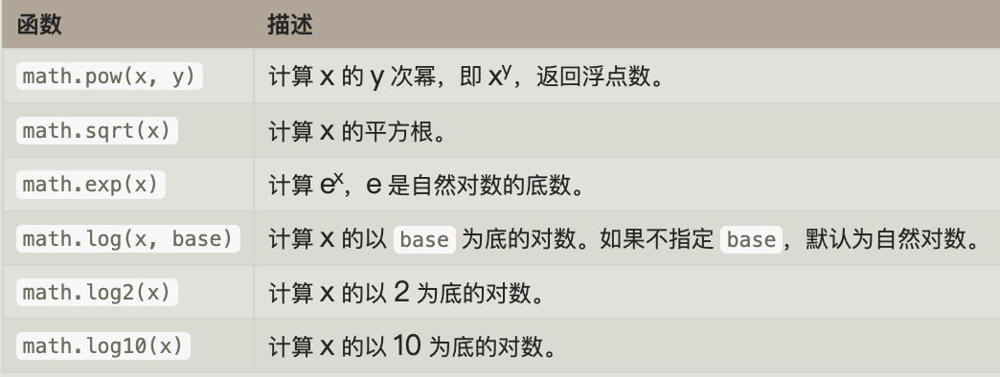 函数 描述
math.pow(x, y) 计算 x 的 y 次幂，即 xʸ，返回浮点数。
math.sqrt(x) 计算 x 的平方根。
math.exp(x) 计算 eˣ，e 是自然对数的底数。
math.log(x, base) 计算 x 的以 base 为底的对数。如果不指定 base，默认为自然对数。
math.log2(x) 计算 x 的以 2 为底的对数。
math.log10(x) 计算 x 的以 10 为底的对数。